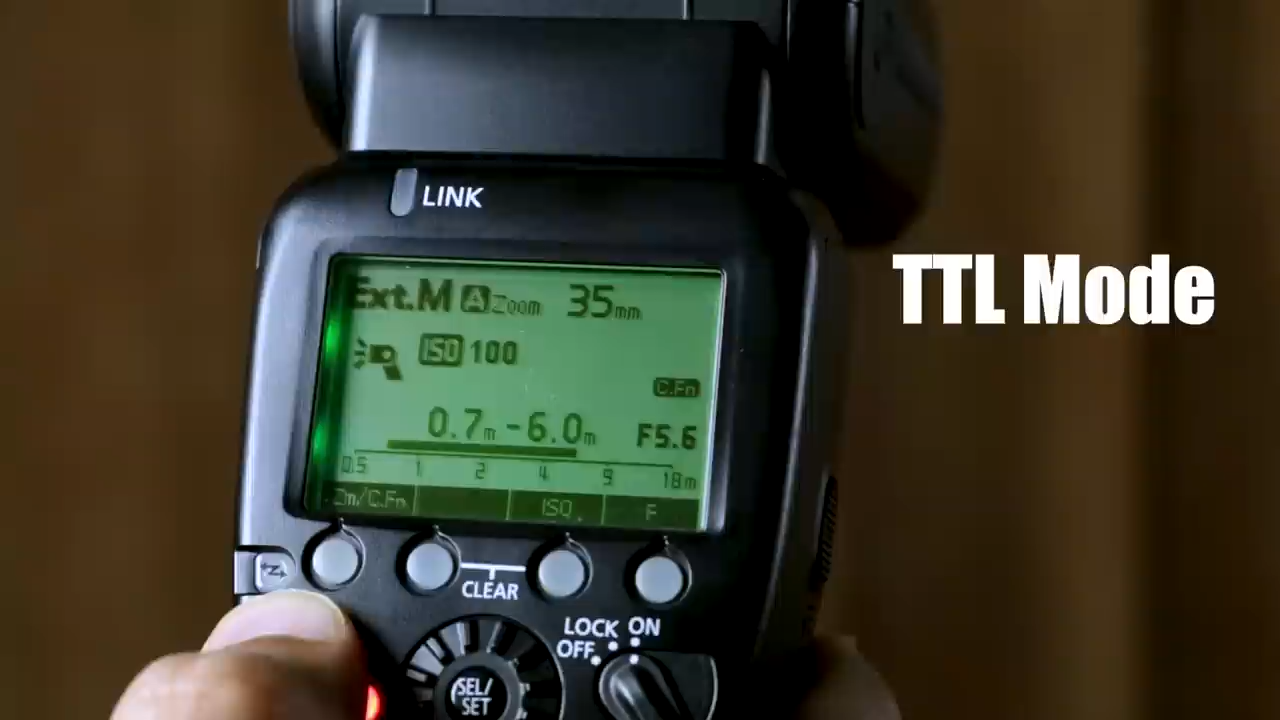 LINK
TTL Mode
Ext.M A Zoom 35mm
ISO 100
C.Fn
0.7m-6.0m F5.6
0.5 1 2 4 9 18m
Zm/C.Fn ISO F
CLEAR
LOCK ON
OFF
SEL/
SET